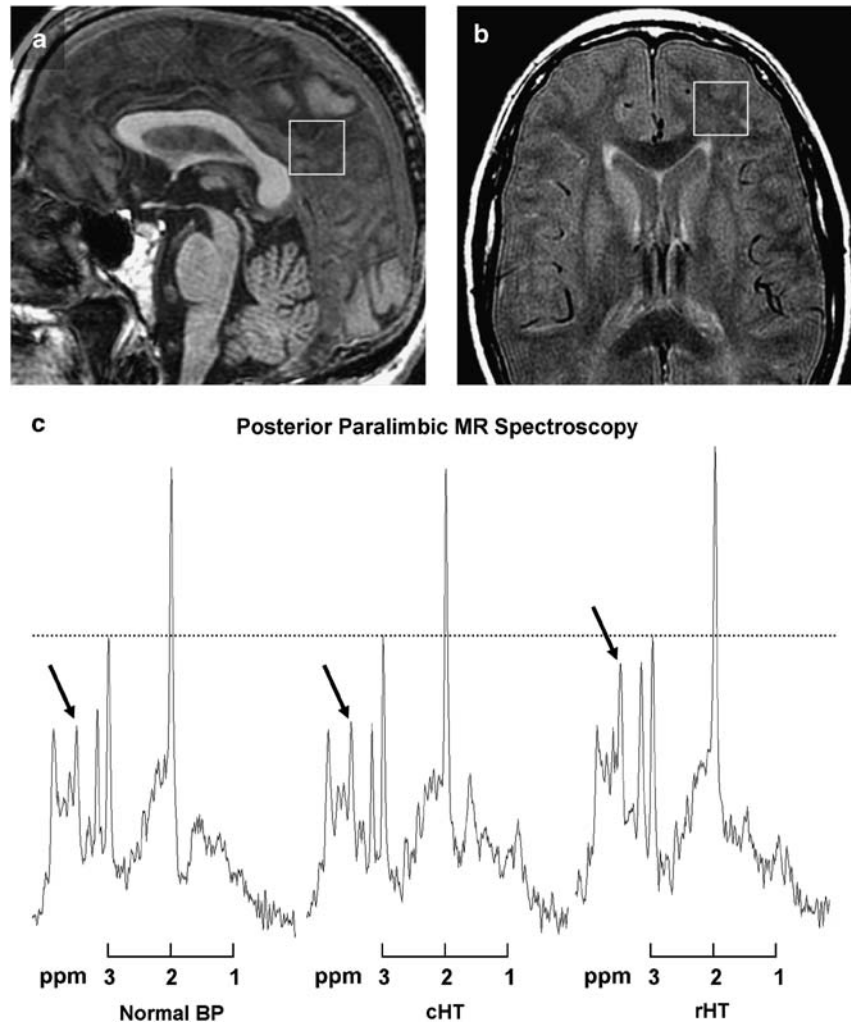 a
b
c
Posterior Paralimbic MR Spectroscopy
ppm 3 2 1
ppm 3 2 1
ppm 3 2 1
Normal BP
cHT
rHT